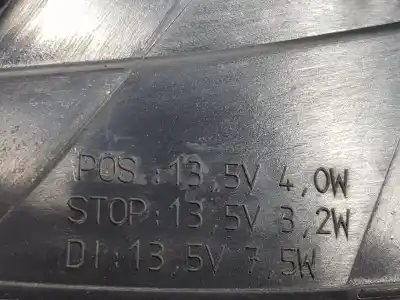 POS :13,5V 4,0W
STOP:13,5V 3,2W
DI:13,5V 7,5W